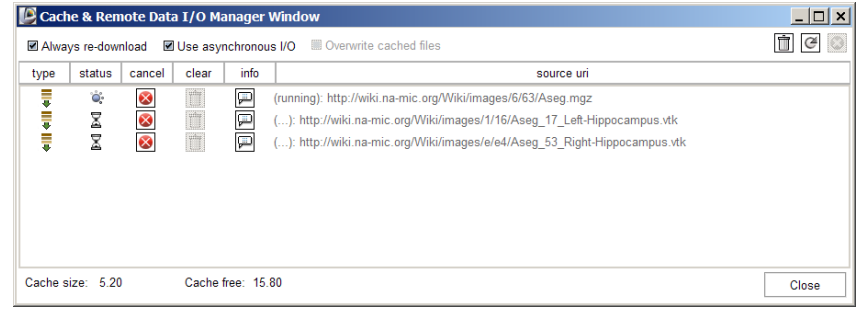 Cache & Remote Data I/O Manager Window
Always re-download Use asynchronous I/O Overwrite cached files
type status cancel clear info source uri
(running): http://wiki.na-mic.org/Wiki/images/6/63/Aseg.mgz
(...): http://wiki.na-mic.org/Wiki/images/1/16/Aseg_17_Left-Hippocampus.vtk
(...): http://wiki.na-mic.org/Wiki/images/e/e4/Aseg_53_Right-Hippocampus.vtk
Cache size: 5.20 Cache free: 15.80 Close